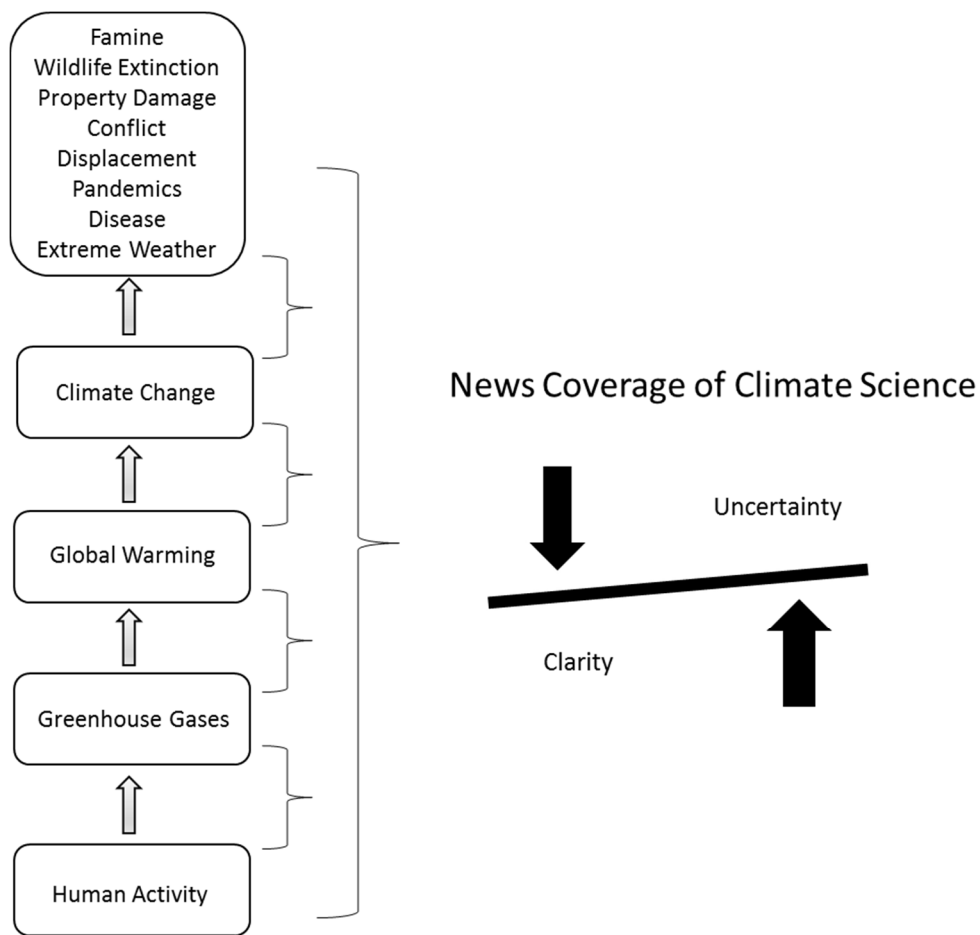 Famine
Wildlife Extinction
Property Damage
Conflict
Displacement
Pandemics
Disease
Extreme Weather
Climate Change
Global Warming
Greenhouse Gases
Human Activity
News Coverage of Climate Science
Uncertainty
Clarity